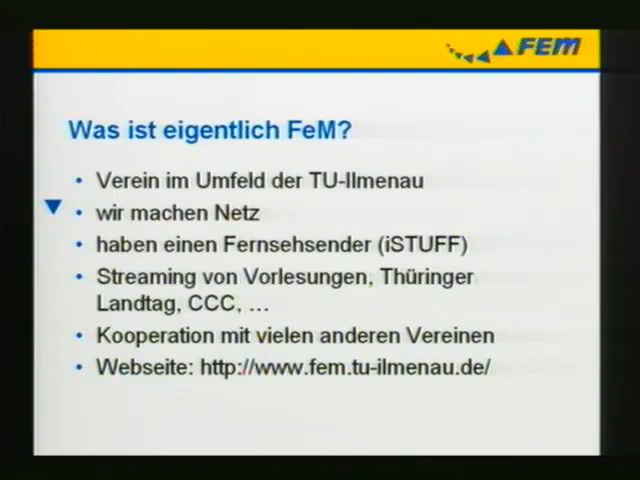 FEM
Was ist eigentlich FeM?
• Verein im Umfeld der TU-Ilmenau
• wir machen Netz
• haben einen Fernsehsender (iSTUFF)
• Streaming von Vorlesungen, Thüringer
Landtag, CCC, …
• Kooperation mit vielen anderen Vereinen
• Webseite: http://www.fem.tu-ilmenau.de/